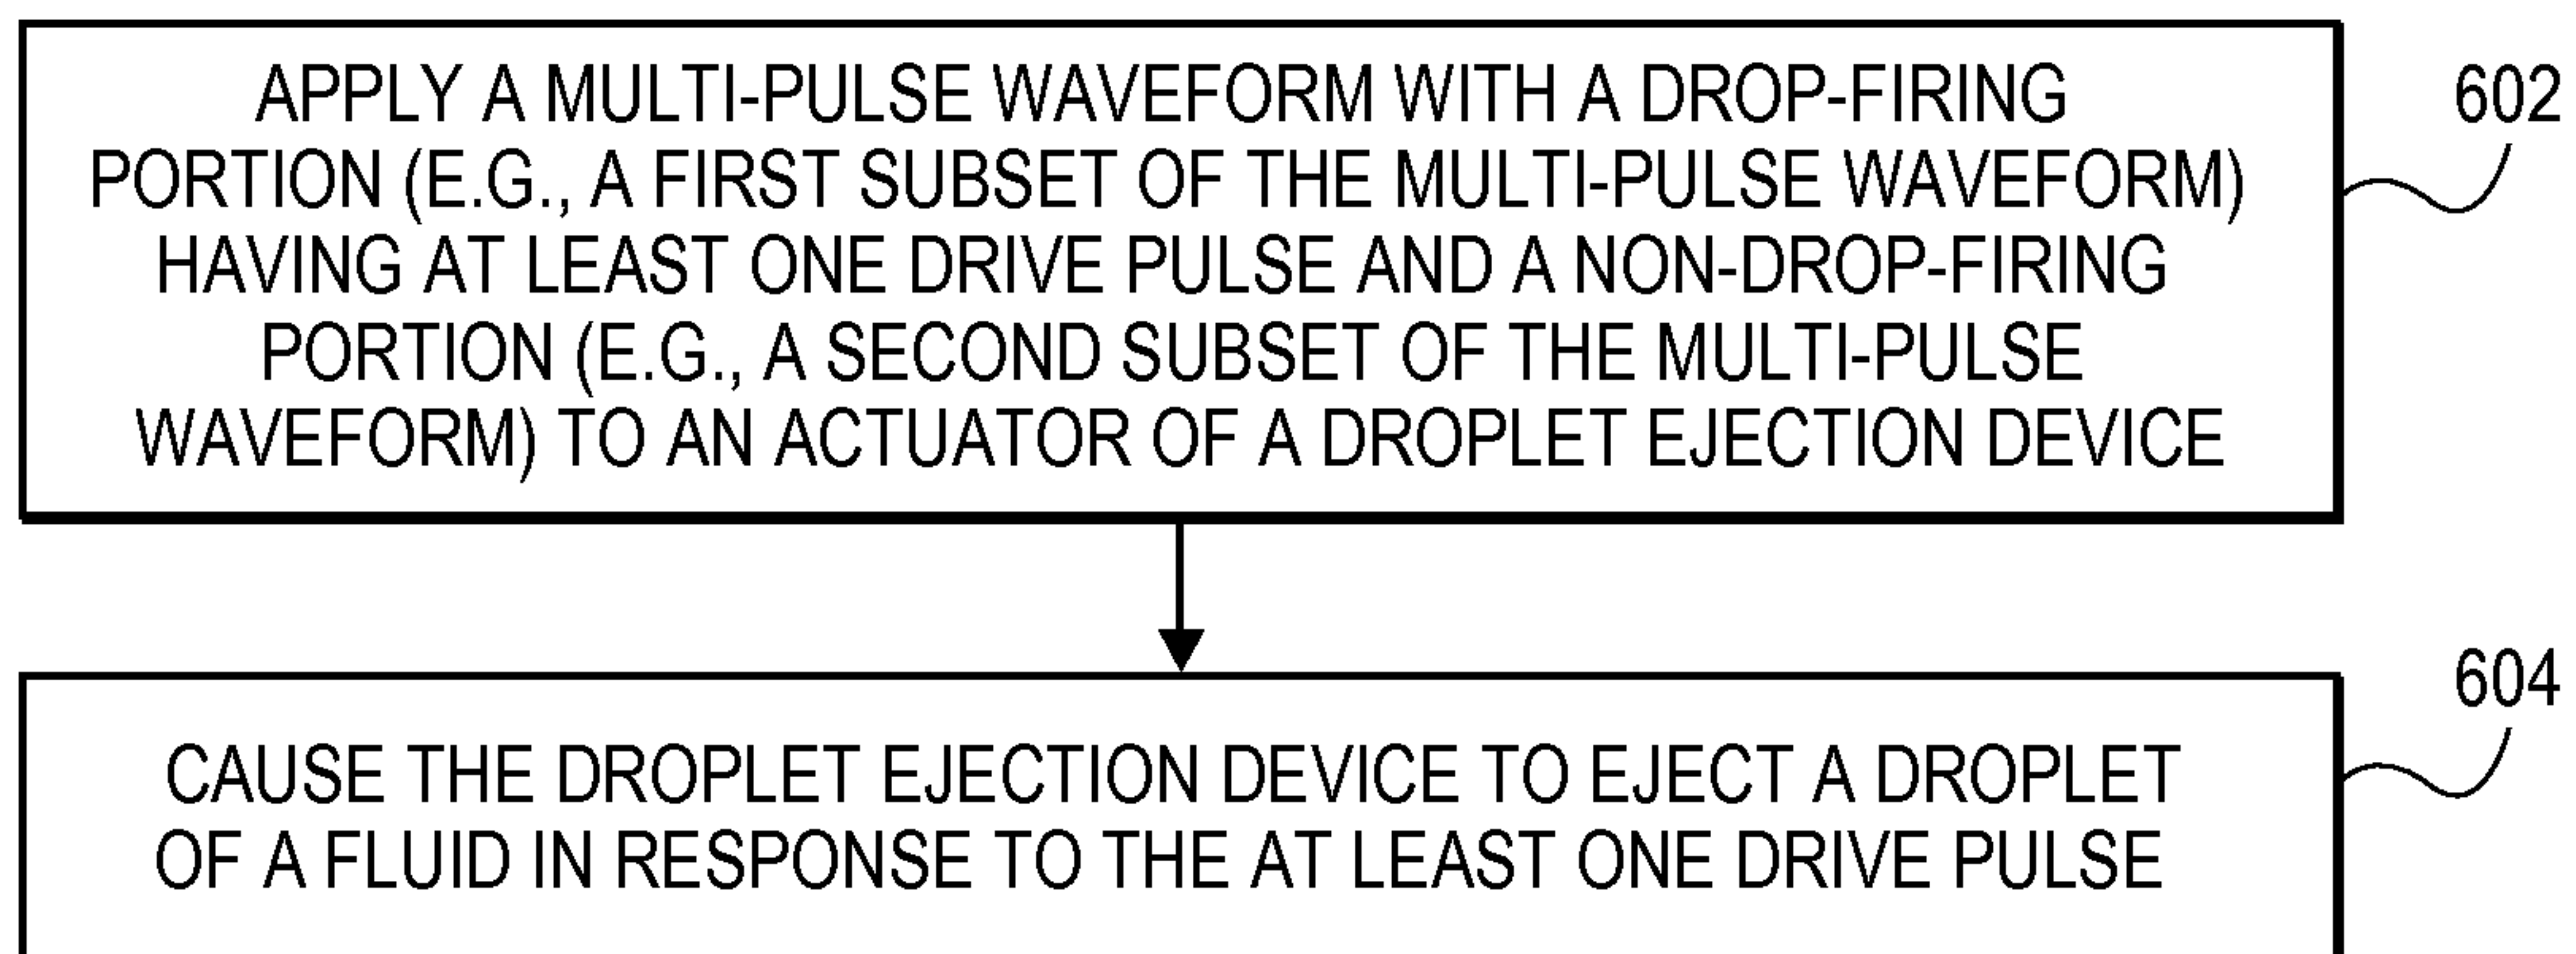 APPLY A MULTI-PULSE WAVEFORM WITH A DROP-FIRING
PORTION (E.G., A FIRST SUBSET OF THE MULTI-PULSE WAVEFORM)
HAVING AT LEAST ONE DRIVE PULSE AND A NON-DROP-FIRING
PORTION (E.G., A SECOND SUBSET OF THE MULTI-PULSE
WAVEFORM) TO AN ACTUATOR OF A DROPLET EJECTION DEVICE
602
CAUSE THE DROPLET EJECTION DEVICE TO EJECT A DROPLET
OF A FLUID IN RESPONSE TO THE AT LEAST ONE DRIVE PULSE
604